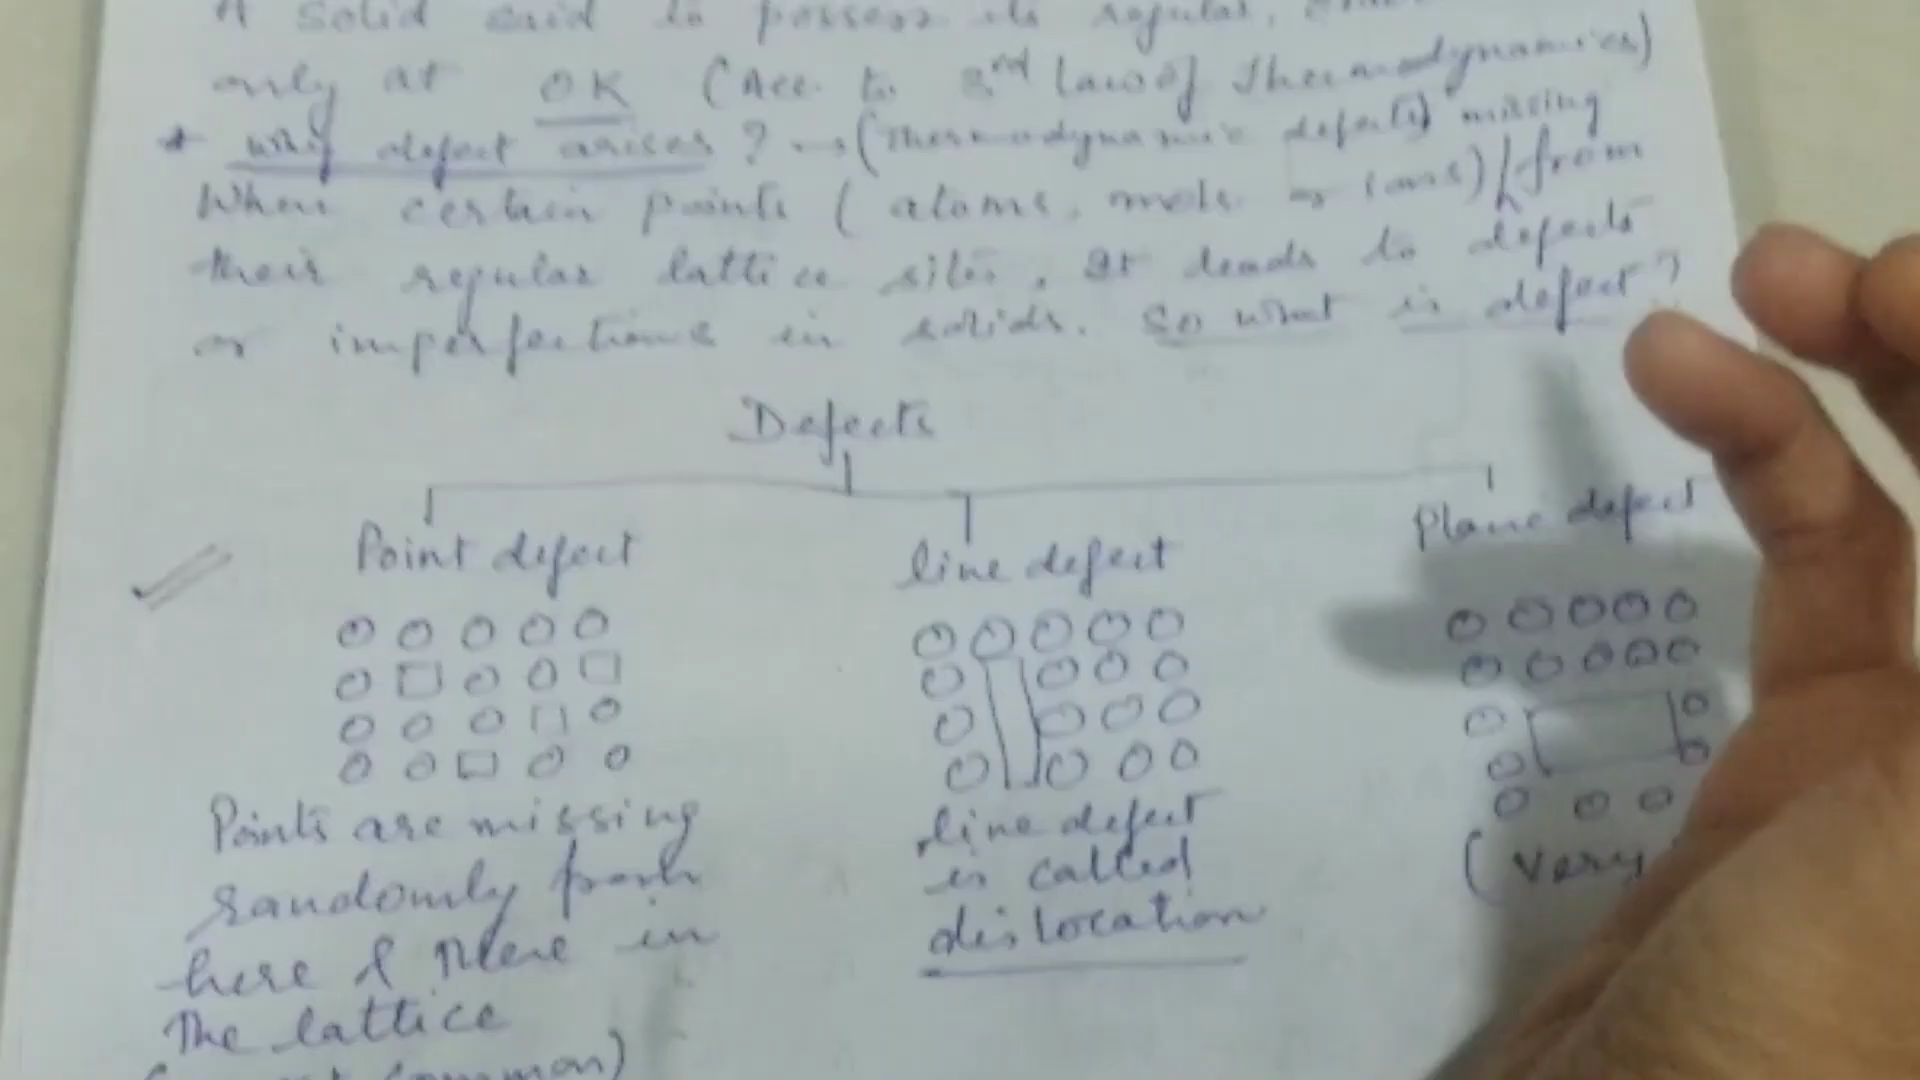 A solid said to possess its regular,
only at 0K (Acc. to 3rd law of Thermodynamics)
* why defect arises? → (Thermodynamic defects) missing
When certain points (atoms, mols or ions) / from
their regular lattice sites, It leads to defects
or imperfections in solids. So what is defect?
Defects
Point defect
line defect
Plane defect
Points are missing
randomly from
here & there in
The lattice
common)
line defect
is called
dislocation
(very